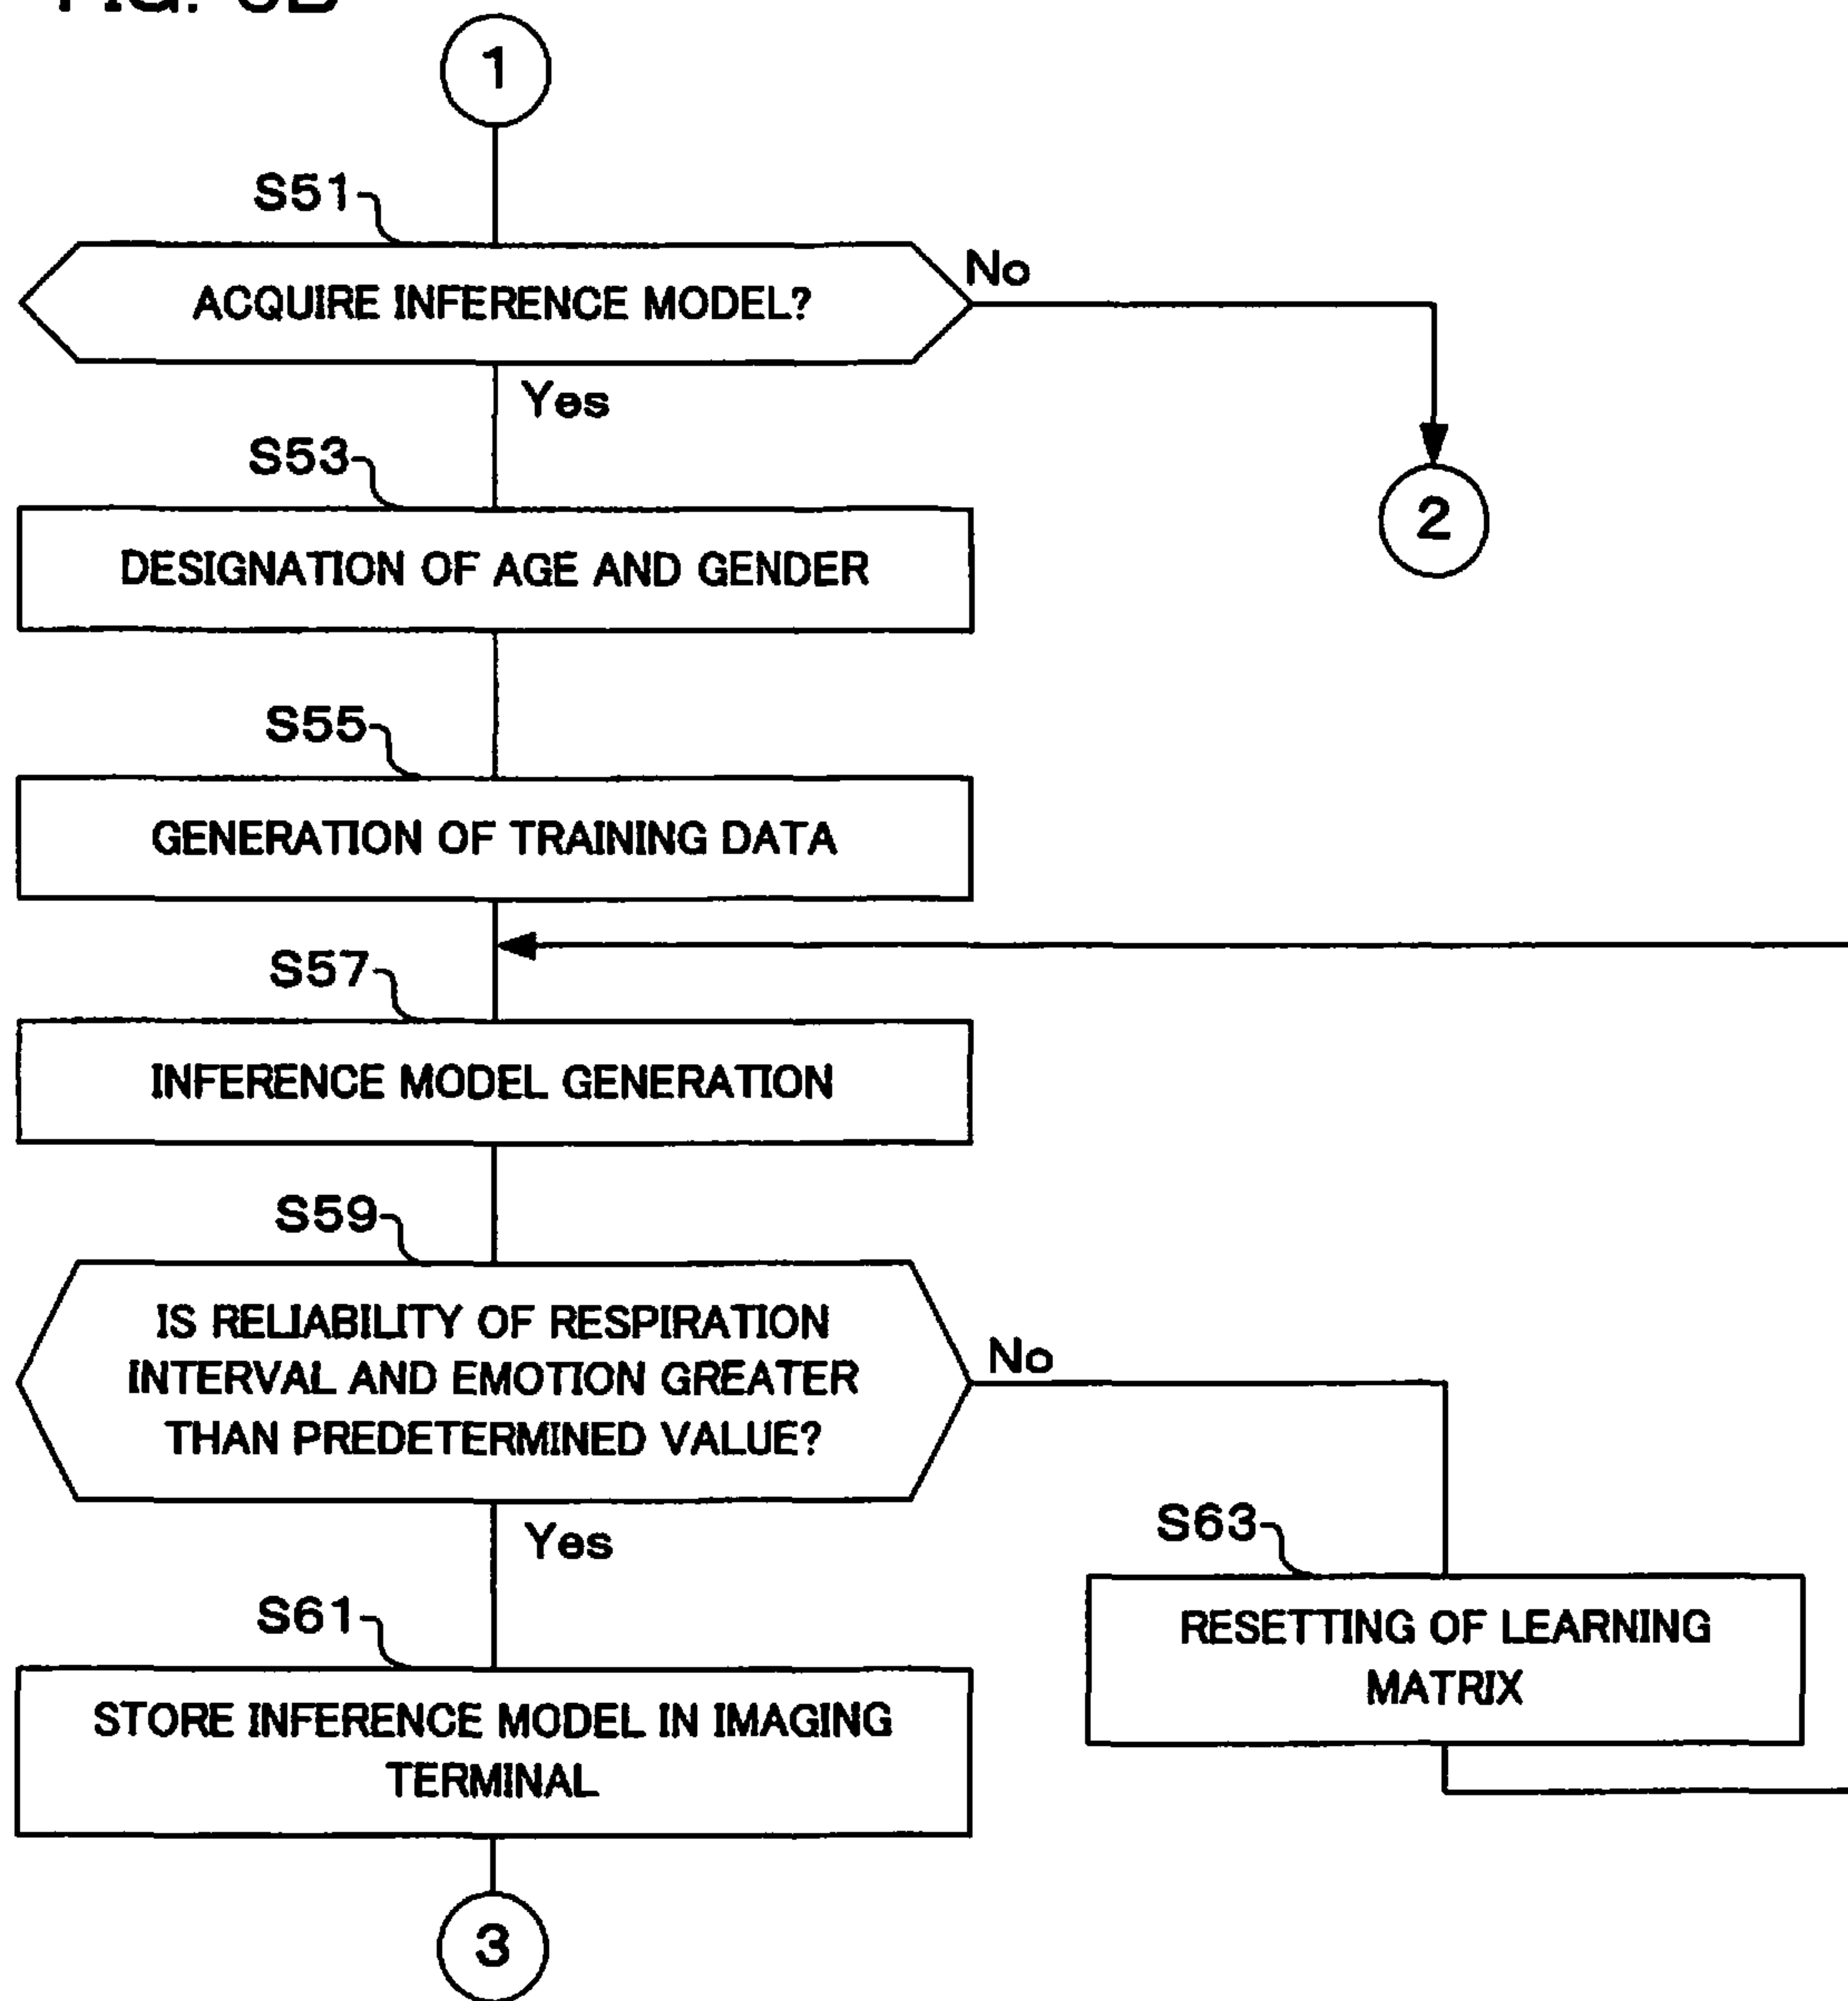 1
S51
ACQUIRE INFERENCE MODEL?
No
Yes
2
S53
DESIGNATION OF AGE AND GENDER
S55
GENERATION OF TRAINING DATA
S57
INFERENCE MODEL GENERATION
S59
IS RELIABILITY OF RESPIRATION
INTERVAL AND EMOTION GREATER
THAN PREDETERMINED VALUE?
No
Yes
S63
RESETTING OF LEARNING
MATRIX
S61
STORE INFERENCE MODEL IN IMAGING
TERMINAL
3